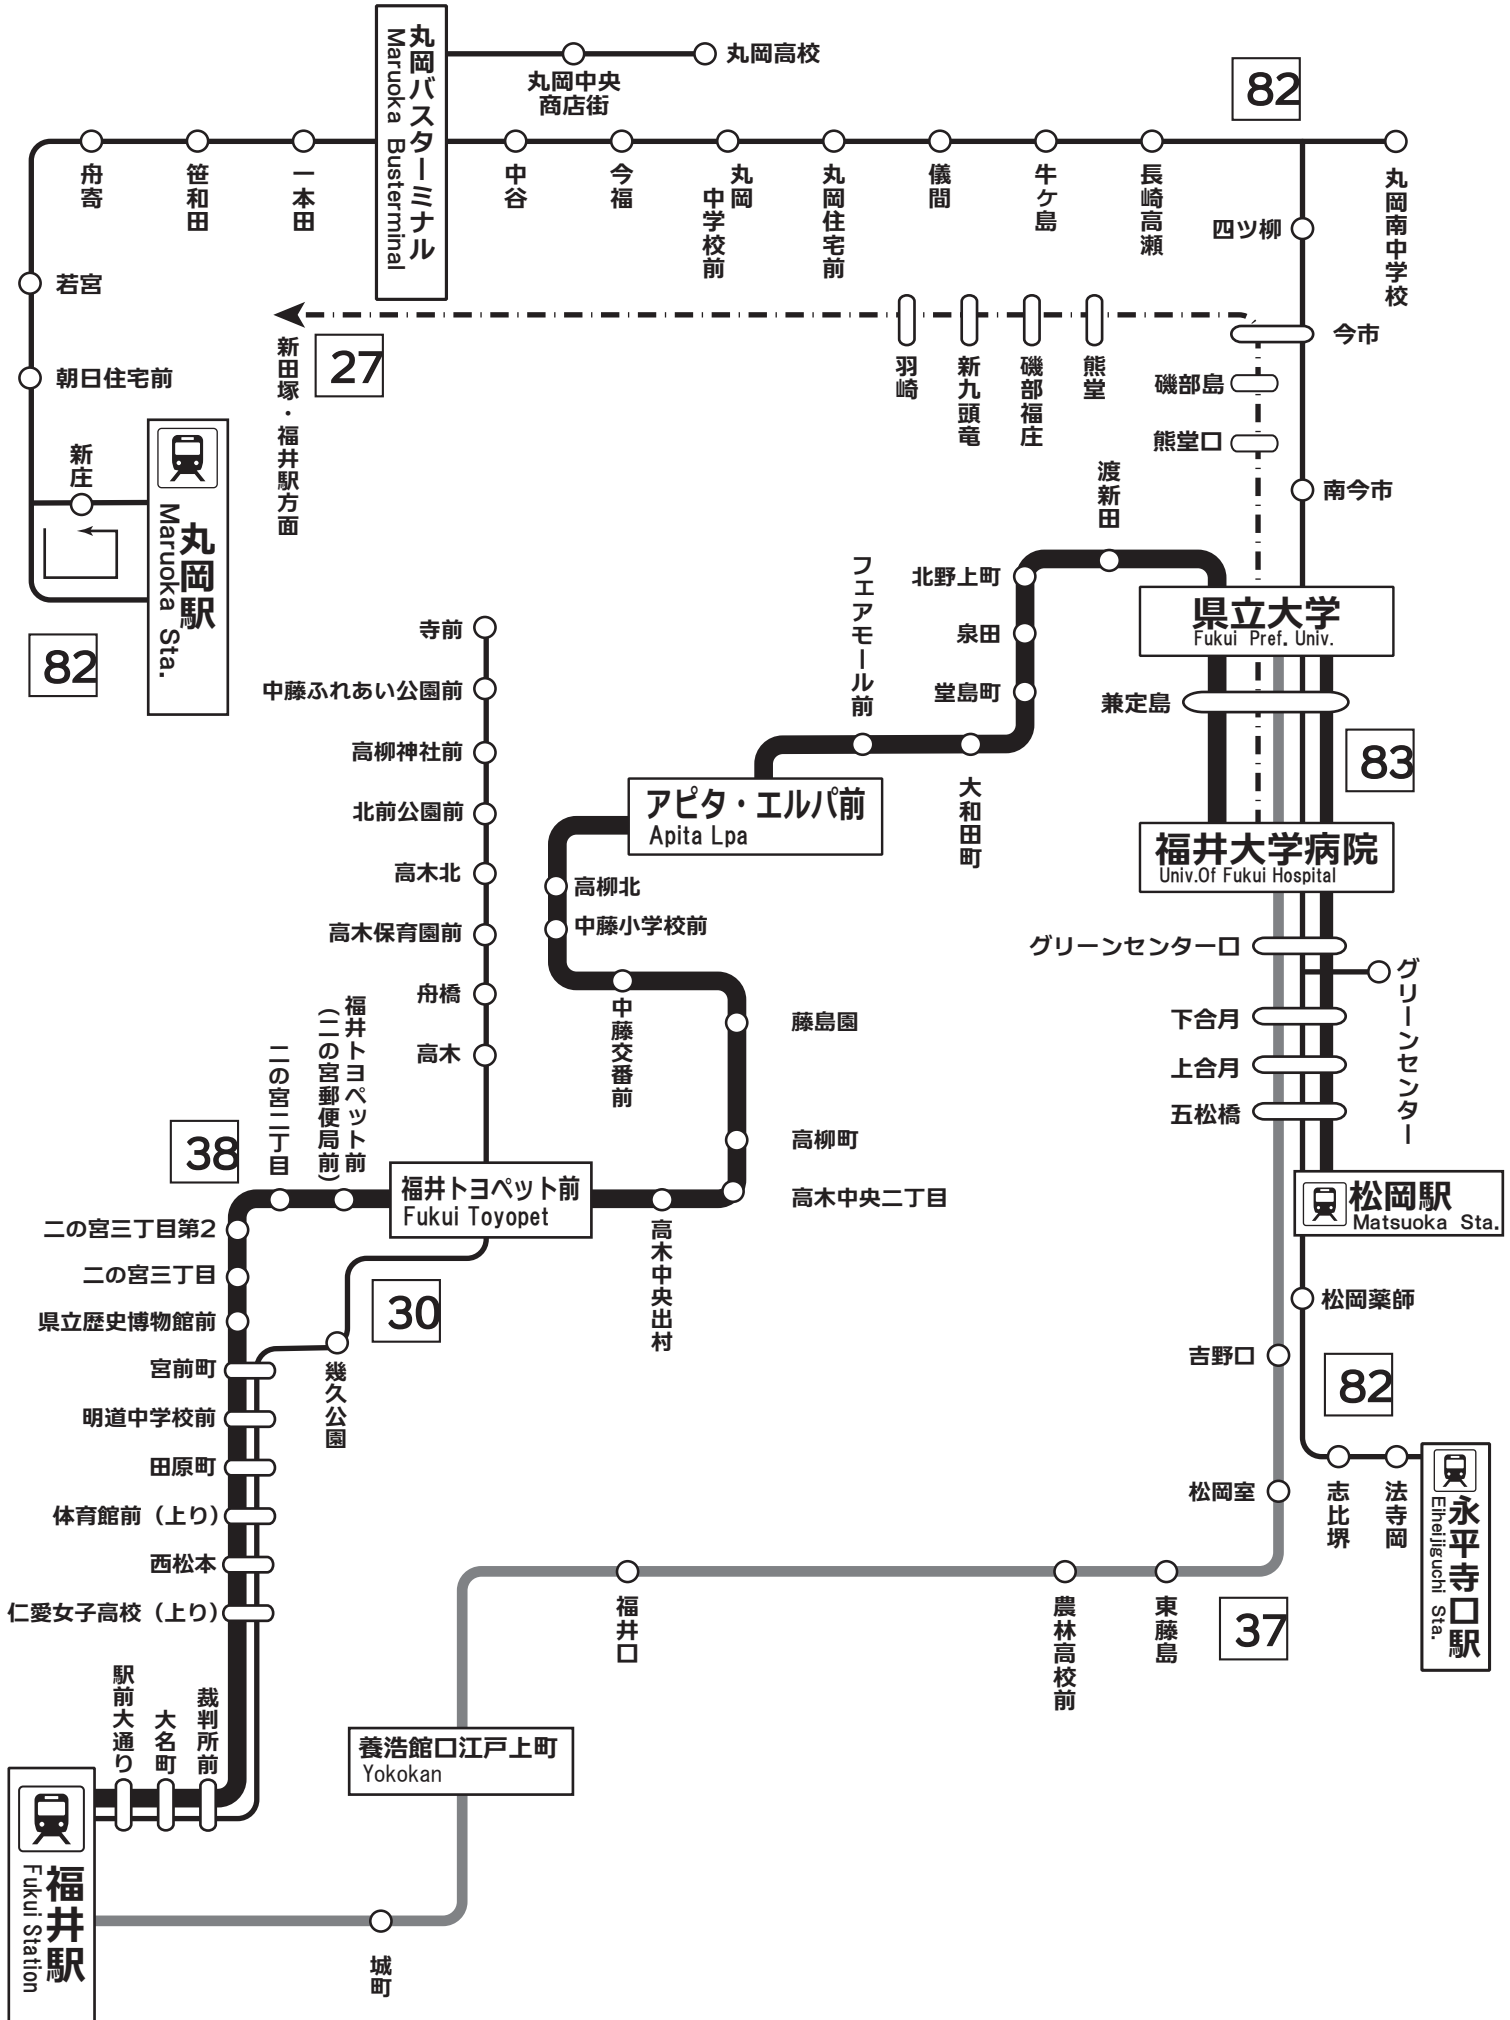 丸岡バスターミナル
Maruoka Busterminal
丸岡中央
商店街
丸岡高校
82
舟寄
笹和田
一本田
中谷
今福
丸岡
中学校前
丸岡住宅前
儀間
牛ケ島
長崎高瀬
四ツ柳
丸岡南中学校
若宮
朝日住宅前
新庄
丸岡駅
Maruoka Sta.
82
新田塚・福井駅方面
27
羽崎
新九頭竜
磯部福庄
熊堂
今市
磯部島
熊堂口
南今市
渡新田
北野上町
泉田
堂島町
フェアモール前
大和田町
県立大学
Fukui Pref. Univ.
兼定島
83
アピタ・エルパ前
Apita Lpa
福井大学病院
Univ.Of Fukui Hospital
寺前
中藤ふれあい公園前
高柳神社前
北前公園前
高木北
高木保育園前
舟橋
高木
高柳北
中藤小学校前
中藤交番前
藤島園
高柳町
高木中央二丁目
高木中央出村
グリーンセンター口
グリーンセンター
下合月
上合月
五松橋
松岡駅
Matsuoka Sta.
福井トヨペット前
(二の宮郵便局前)
二の宮二丁目
38
福井トヨペット前
Fukui Toyopet
30
二の宮三丁目第2
二の宮三丁目
県立歴史博物館前
宮前町
明道中学校前
田原町
体育館前（上り）
西松本
仁愛女子高校（上り）
幾久公園
松岡薬師
吉野口
82
松岡室
志比堺
法寺岡
永平寺口駅
Eiheijiguchi Sta.
福井口
農林高校前
東藤島
37
駅前大通り
大名町
裁判所前
養浩館口江戸上町
Yokokan
福井駅
Fukui Station
城町